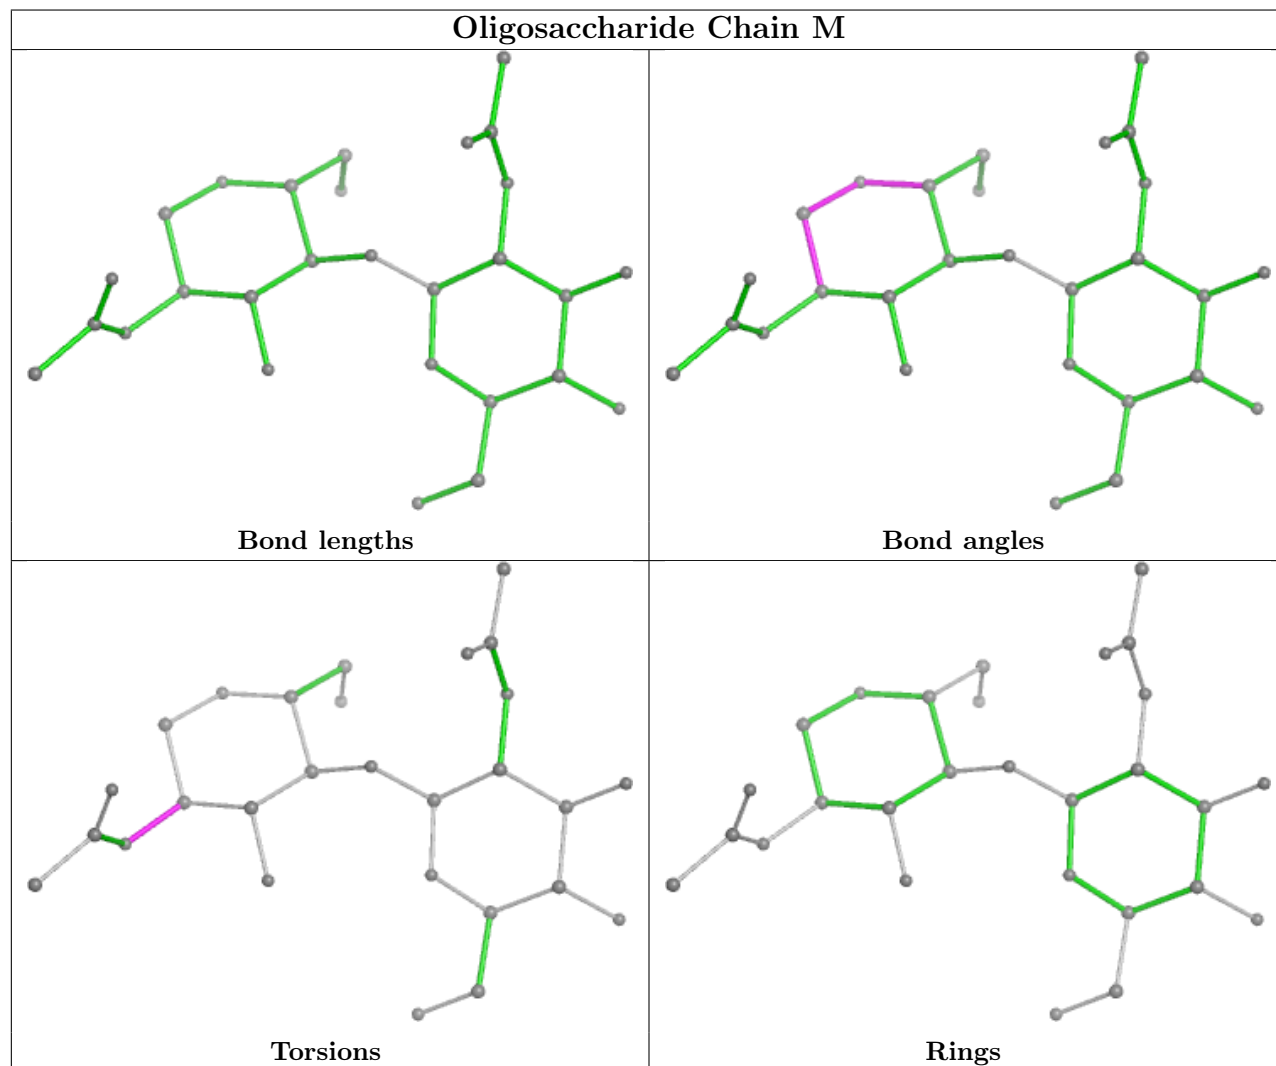 Oligosaccharide Chain M
Bond lengths
Bond angles
Torsions
Rings